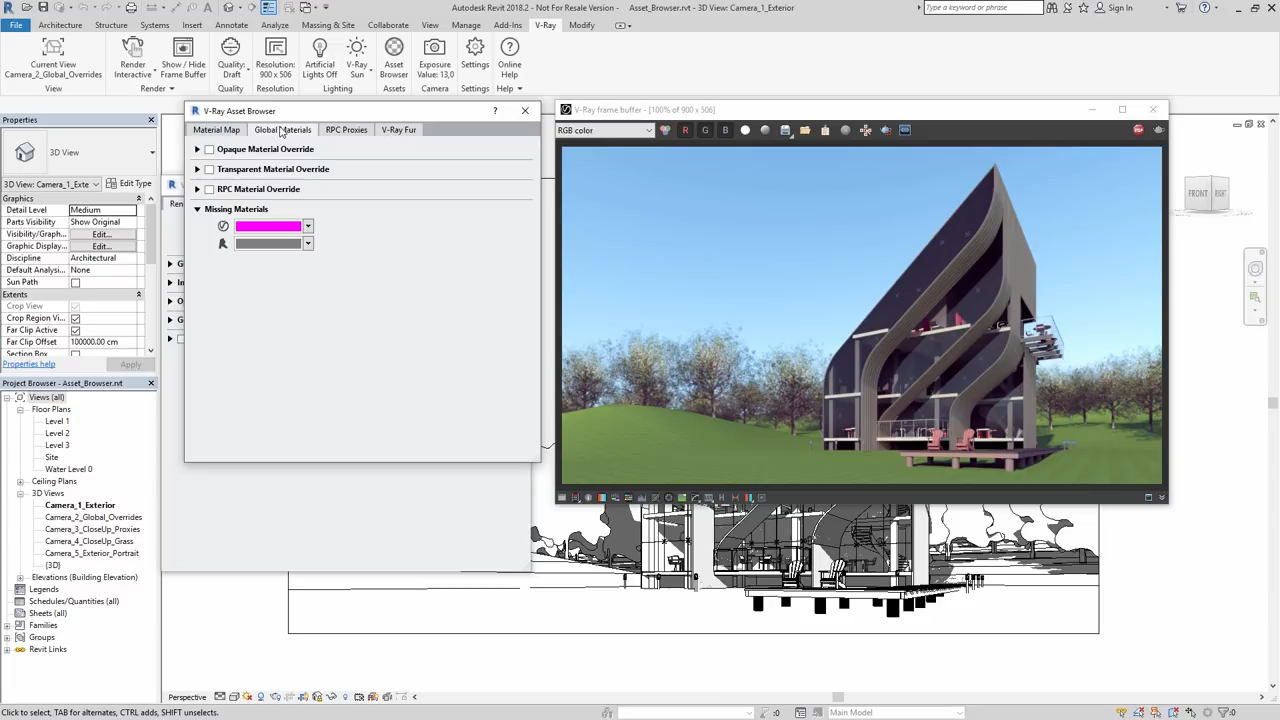 Autodesk Revit 2018.2 - Not For Resale Version - Asset_Browser.rvt - 3D View: Camera_1_Exterior
Type a keyword or phrase
Sign In
File Architecture Structure Systems Insert Annotate Analyze Massing & Site Collaborate View Manage Add-Ins V-Ray Modify
Current View
Camera_2_Global_Overrides
Render
Interactive
Show / Hide
Frame Buffer
Quality:
Draft
Resolution:
900 x 506
Artificial
Lights Off
V-Ray
Sun
Asset
Browser
Exposure
Value: 13,0
Settings
Online
Help
View Render Quality Resolution Lighting Assets Camera Settings Help
Properties
3D View
3D View: Camera_1_Exte
Edit Type
Graphics
Detail Level Medium
Parts Visibility Show Original
Visibility/Graph... Edit...
Graphic Display... Edit...
Discipline Architectural
Default Analysi... None
Sun Path
Extents
Crop View
Crop Region Vi...
Far Clip Active
Far Clip Offset 100000.00 cm
Section Box
Properties help
Apply
Project Browser - Asset_Browser.rvt
Views (all)
Floor Plans
Level 1
Level 2
Level 3
Site
Water Level 0
Ceiling Plans
3D Views
Camera_1_Exterior
Camera_2_Global_Overrides
Camera_3_CloseUp_Proxies
Camera_4_CloseUp_Grass
Camera_5_Exterior_Portrait
{3D}
Elevations (Building Elevation)
Legends
Schedules/Quantities (all)
Sheets (all)
Families
Groups
Revit Links
V-Ray Asset Browser
Material Map Global Materials RPC Proxies V-Ray Fur
Opaque Material Override
Transparent Material Override
RPC Material Override
Missing Materials
V-Ray frame buffer - [100% of 900 x 506]
RGB color
R G B
FRONT RIGHT
Perspective
Click to select, TAB for alternates, CTRL adds, SHIFT unselects.
:0
Main Model
:0